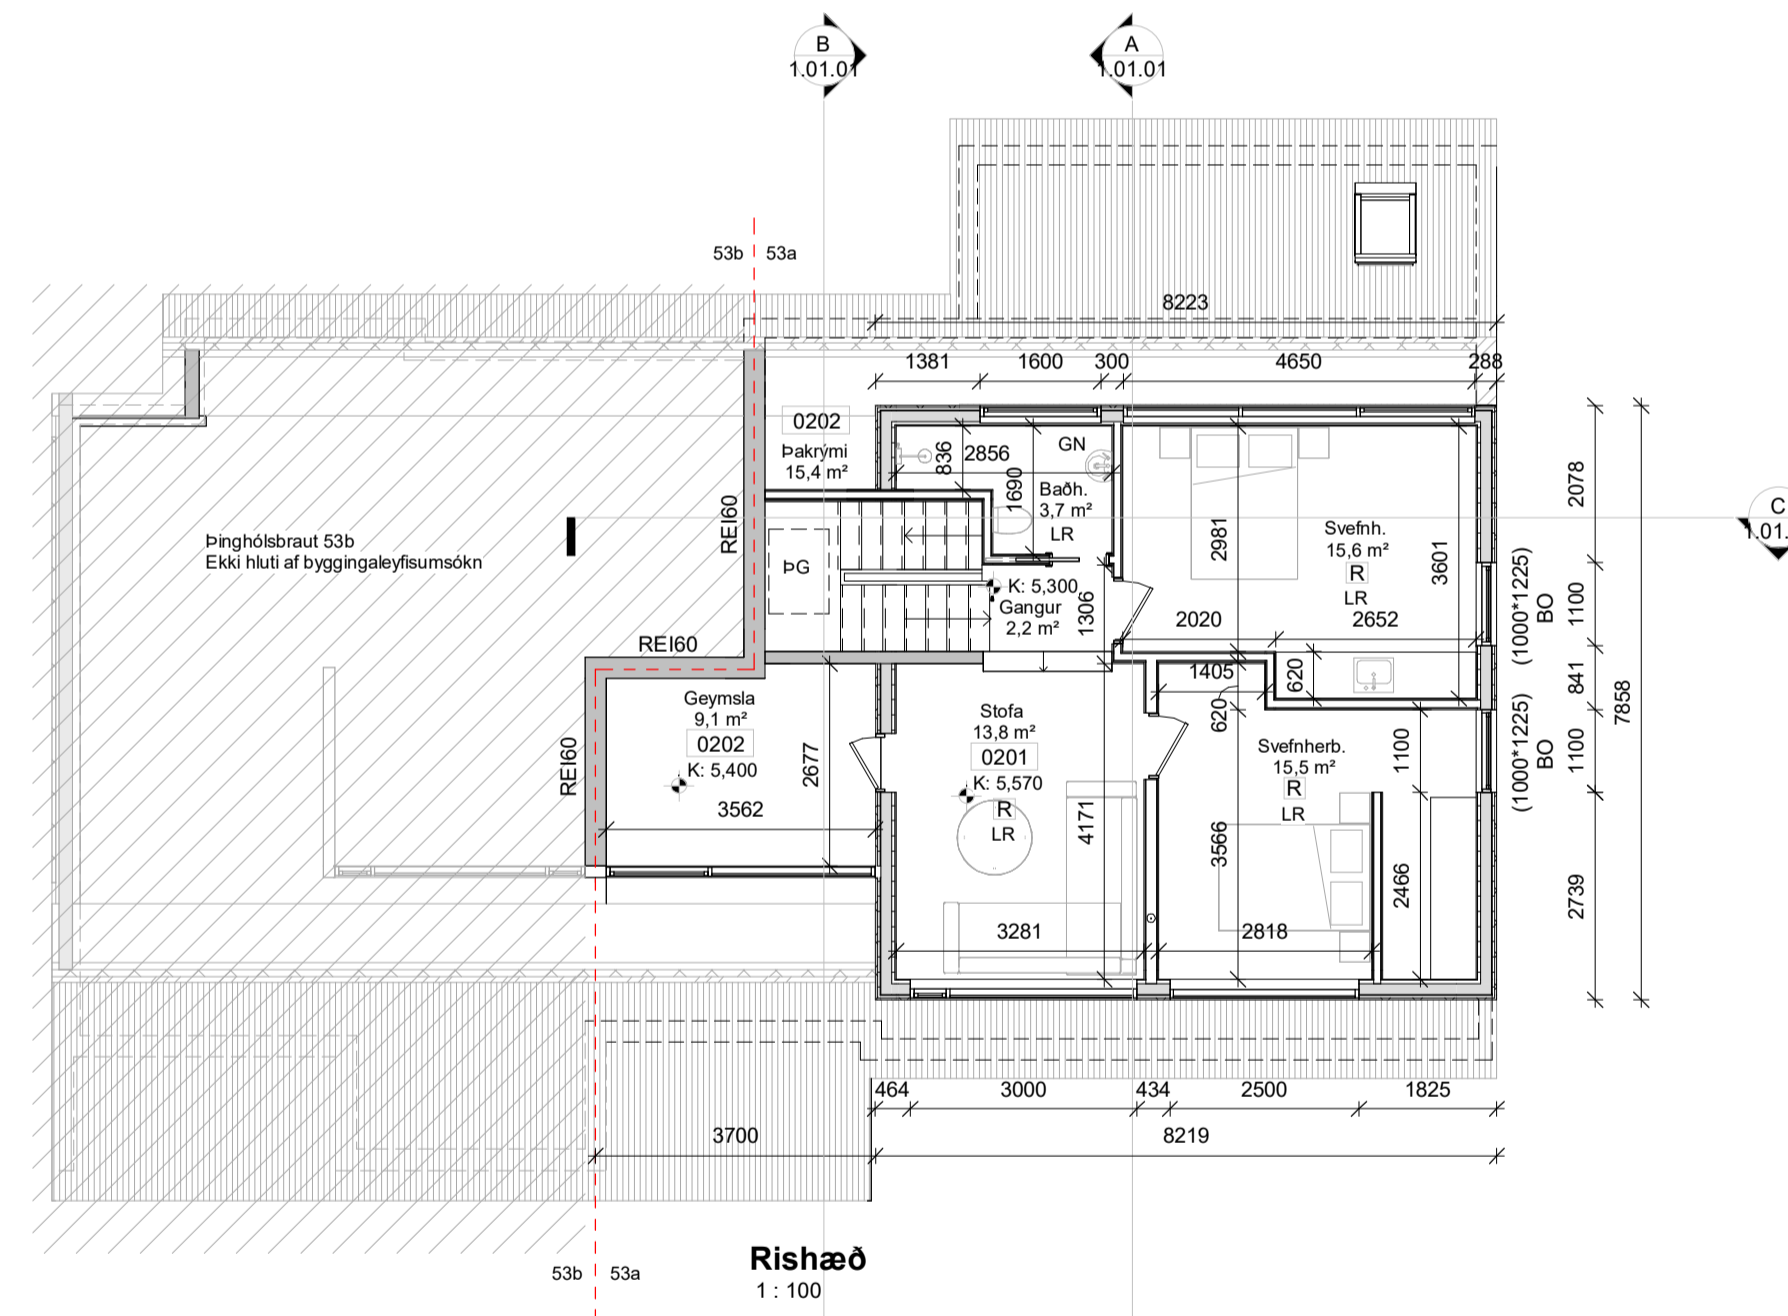 B
1.01.01
A
1.01.01
53b
53a
8223
1381
1600
300
4650
288
0202
Þakrými
15,4 m²
836
2856
GN
1690
Baðh.
3,7 m²
LR
2981
Svefnh.
15,6 m²
R
LR
3601
2078
C
1.01.
REI60
Þinghólsbraut 53b
Ekki hluti af byggingaleyfisumsókn
ÞG
K: 5,300
Gangur
2,2 m²
1306
2020
2652
(1000*1225)
BO
1100
REI60
1405
620
620
841
7858
Geymsla
9,1 m²
0202
K: 5,400
2677
3562
REI60
Stofa
13,8 m²
0201
K: 5,570
R
LR
4171
Svefnherb.
15,5 m²
R
LR
1100
(1000*1225)
BO
1100
3566
2466
2739
3281
2818
464
3000
434
2500
1825
3700
8219
53b
53a
Rishæð
1 : 100